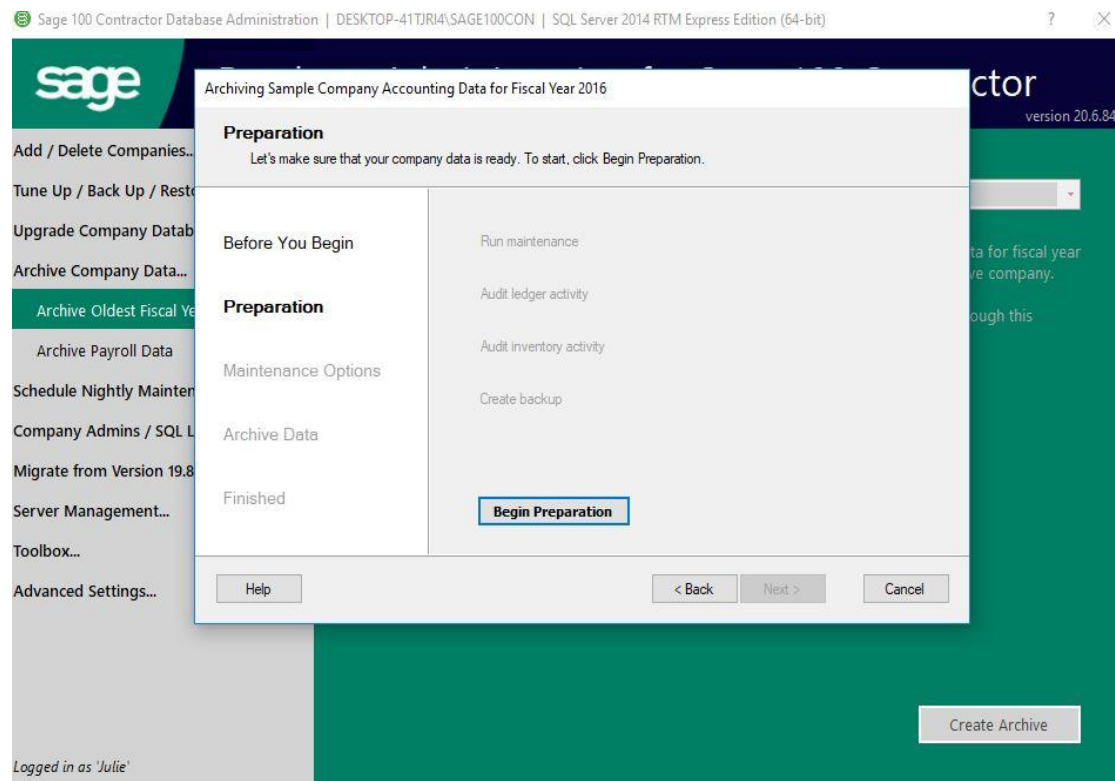 Sage 100 Contractor Database Administration | DESKTOP-41TJRI4\SAGE100CON | SQL Server 2014 RTM Express Edition (64-bit)
sage
ctor
version 20.6.84
Archiving Sample Company Accounting Data for Fiscal Year 2016
Preparation
Let's make sure that your company data is ready. To start, click Begin Preparation.
Add / Delete Companies...
Tune Up / Back Up / Resto
Upgrade Company Datab
Archive Company Data...
Archive Oldest Fiscal Ye
Archive Payroll Data
Schedule Nightly Mainten
Company Admins / SQL L
Migrate from Version 19.8
Server Management...
Toolbox...
Advanced Settings...
Logged in as 'Julie'
Before You Begin
Preparation
Maintenance Options
Archive Data
Finished
Run maintenance
Audit ledger activity
Audit inventory activity
Create backup
Begin Preparation
Help
< Back
Next >
Cancel
ta for fiscal year
ve company.
ough this
Create Archive